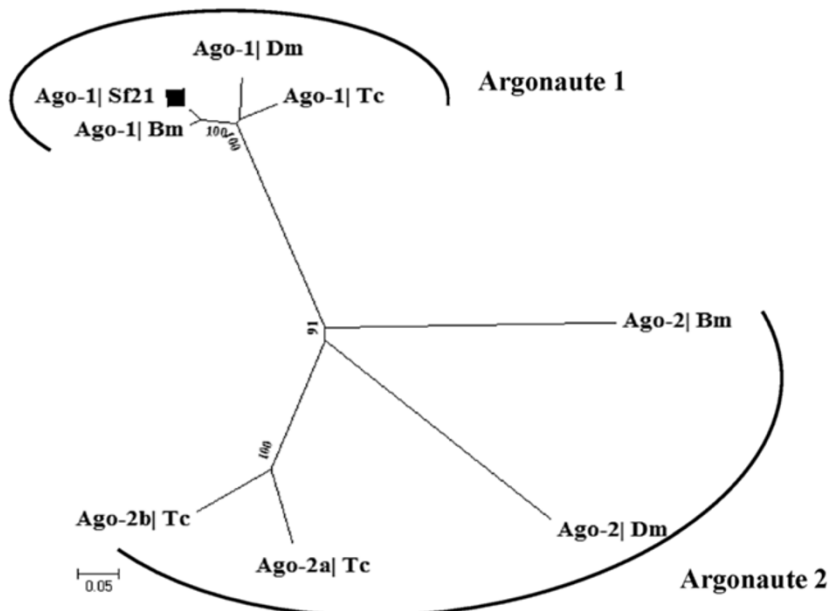 Ago-1| Dm
Argonaute 1
Ago-1| Sf21
Ago-1| Tc
Ago-1| Bm
100
100
91
Ago-2| Bm
100
Ago-2b| Tc
Ago-2| Dm
Ago-2a| Tc
0.05
Argonaute 2